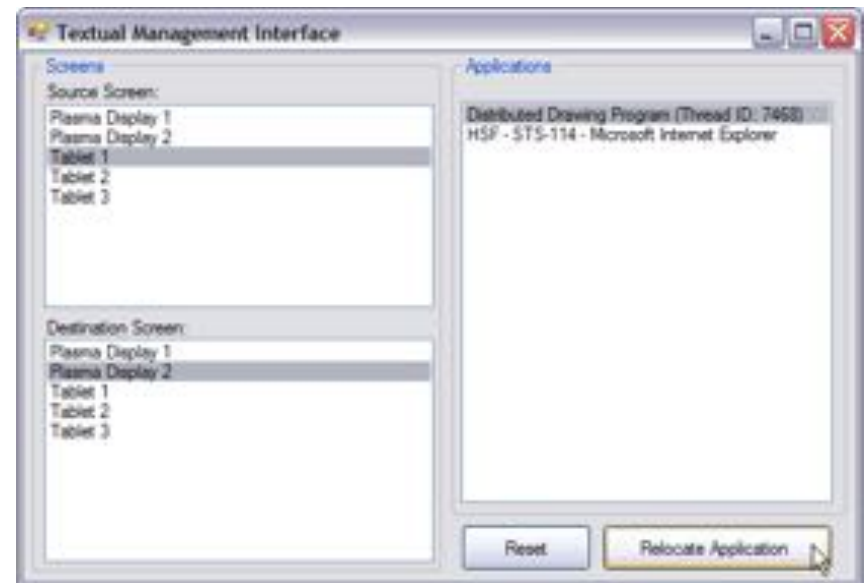 Textual Management Interface
Screens
Source Screen:
Plasma Display 1
Plasma Display 2
Tablet 1
Tablet 2
Tablet 3
Destination Screen:
Plasma Display 1
Plasma Display 2
Tablet 1
Tablet 2
Tablet 3
Applications
Distributed Drawing Program (Thread ID: 7468)
HSF - STS-114 - Microsoft Internet Explorer
Reset
Relocate Application